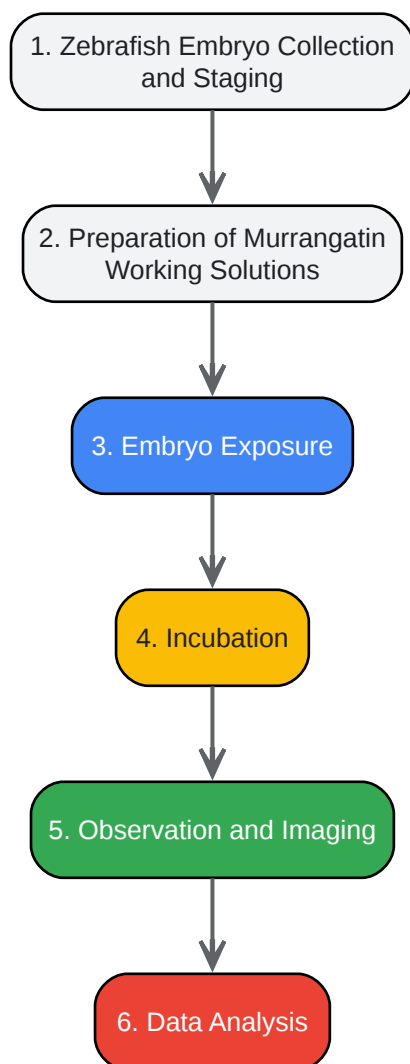 1. Zebrafish Embryo Collection
and Staging
2. Preparation of Murrangatin
Working Solutions
3. Embryo Exposure
4. Incubation
5. Observation and Imaging
6. Data Analysis